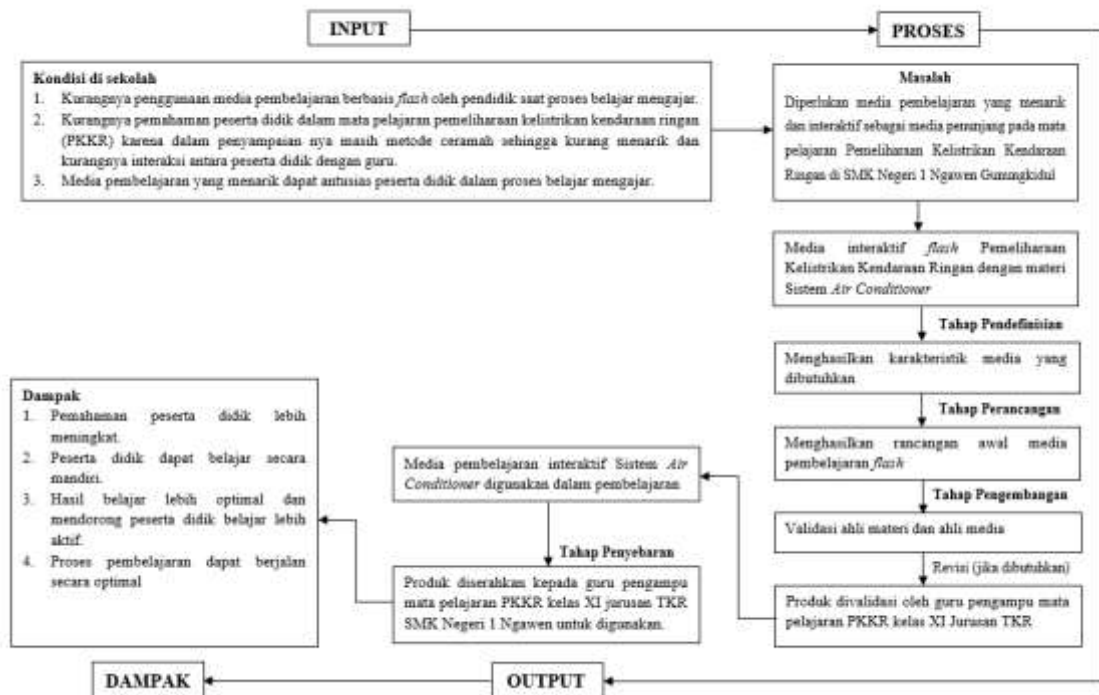 INPUT
PROSES
Kondisi di sekolah
1. Kurangnya penggunaan media pembelajaran berbasis flash oleh pendidik saat proses belajar mengajar.
2. Kurangnya pemahaman peserta didik dalam mata pelajaran pemeliharaan kelistrikan kendaraan ringan
(PKKR) karena dalam penyampaian nya masih metode ceramah sehingga kurang menarik dan
kurangnya interaksi antara peserta didik dengan guru.
3. Media pembelajaran yang menarik dapat antusias peserta didik dalam proses belajar mengajar.
Masalah
Diperlukan media pembelajaran yang menarik
dan interaktif sebagai media penunjang pada mata
pelajaran Pemeliharaan Kelistrikan Kendaraan
Ringan di SMK Negeri 1 Ngawen Gunungkidul
Media interaktif flash Pemeliharaan
Kelistrikan Kendaraan Ringan dengan materi
Sistem Air Conditioner
Tahap Pendefinisian
Menghasilkan karakteristik media yang
dibutuhkan
Tahap Perancangan
Menghasilkan rancangan awal media
pembelajaran flash
Tahap Pengembangan
Validasi ahli materi dan ahli media
Revisi (jika dibutuhkan)
Produk divalidasi oleh guru pengampu mata
pelajaran PKKR kelas XI Jurusan TKR
Media pembelajaran interaktif Sistem Air
Conditioner digunakan dalam pembelajaran
Tahap Penyebaran
Produk diserahkan kepada guru pengampu
mata pelajaran PKKR kelas XI jurusan TKR
SMK Negeri 1 Ngawen untuk digunakan.
Dampak
1. Pemahaman peserta didik lebih
meningkat.
2. Peserta didik dapat belajar secara
mandiri.
3. Hasil belajar lebih optimal dan
mendorong peserta didik belajar lebih
aktif.
4. Proses pembelajaran dapat berjalan
secara optimal
DAMPAK
OUTPUT